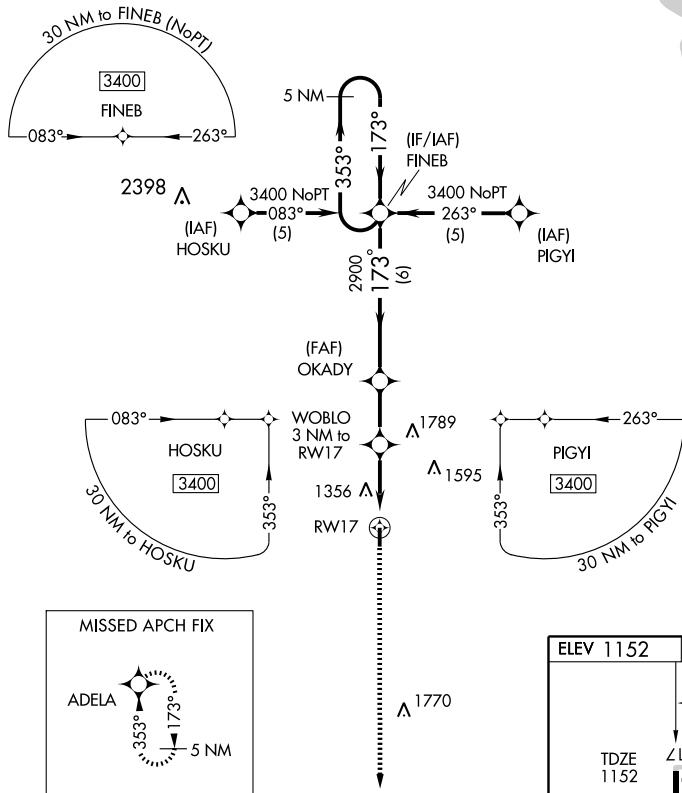 30 NM to FINEB (NoPT)
3400
FINEB
083°
263°
5 NM
353°
173°
(IF/IAF)
FINEB
2398
3400 NoPT
083°
(5)
(IAF)
HOSKU
3400 NoPT
263°
(5)
(IAF)
PIGYI
2900
173°
(6)
(FAF)
OKADY
083°
HOSKU
3400
353°
30 NM to HOSKU
WOBLO
3 NM to
RW17
1789
1595
1356
RW17
263°
PIGYI
3400
353°
30 NM to PIGYI
MISSED APCH FIX
ADELA
353°
173°
5 NM
1770
ELEV 1152
TDZE
1152
17